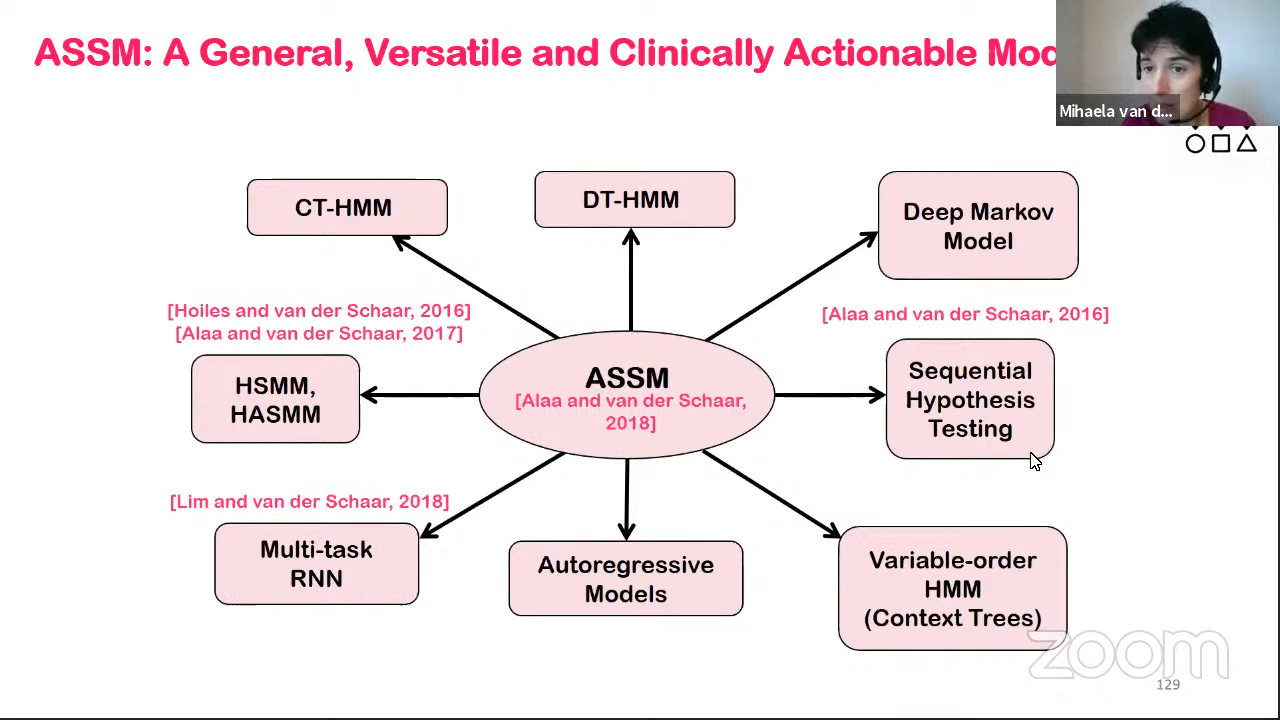 ASSM: A General, Versatile and Clinically Actionable Mod
Mihaela van d...
CT-HMM
DT-HMM
Deep Markov
Model
[Hoiles and van der Schaar, 2016]
[Alaa and van der Schaar, 2017]
[Alaa and van der Schaar, 2016]
HSMM,
HASMM
ASSM
[Alaa and van der Schaar,
2018]
Sequential
Hypothesis
Testing
[Lim and van der Schaar, 2018]
Multi-task
RNN
Autoregressive
Models
Variable-order
HMM
(Context Trees)
zoom
129